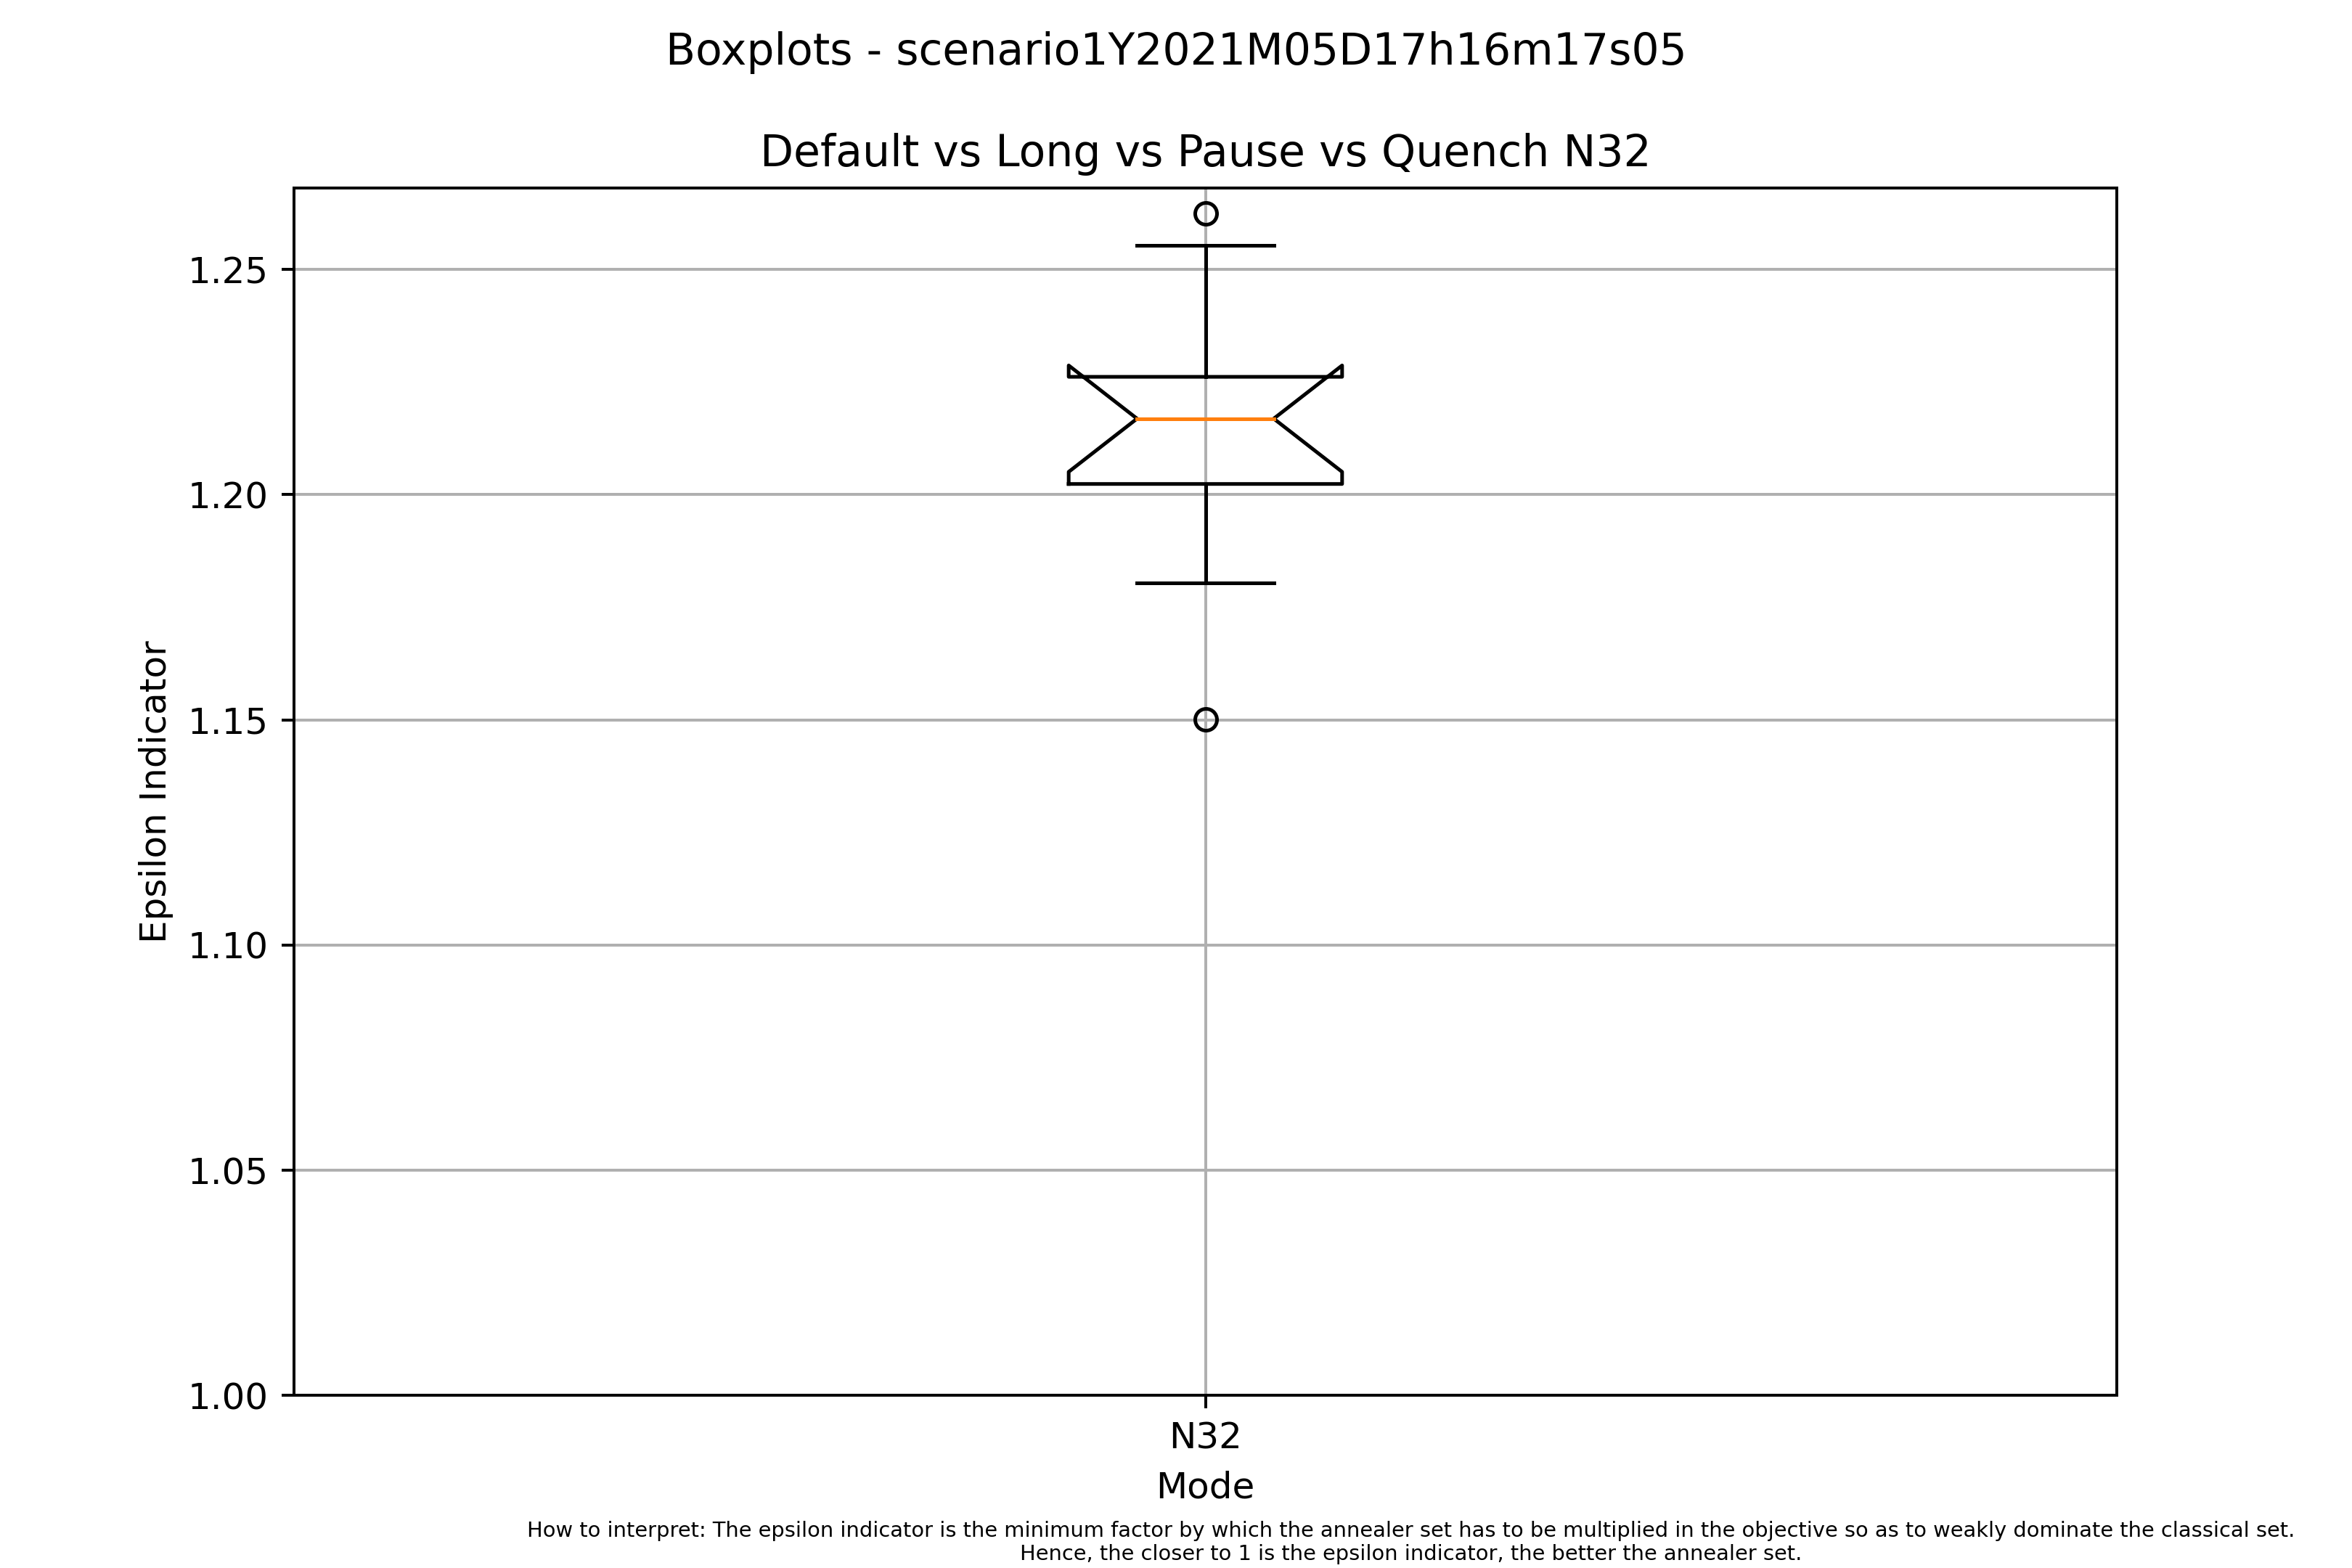 Boxplots - scenario1Y2021M05D17h16m17s05
Default vs Long vs Pause vs Quench N32
1.25
1.20
1.15
1.10
1.05
1.00
Epsilon Indicator
N32
Mode
How to interpret: The epsilon indicator is the minimum factor by which the annealer set has to be multiplied in the objective so as to weakly dominate the classical set.
Hence, the closer to 1 is the epsilon indicator, the better the annealer set.